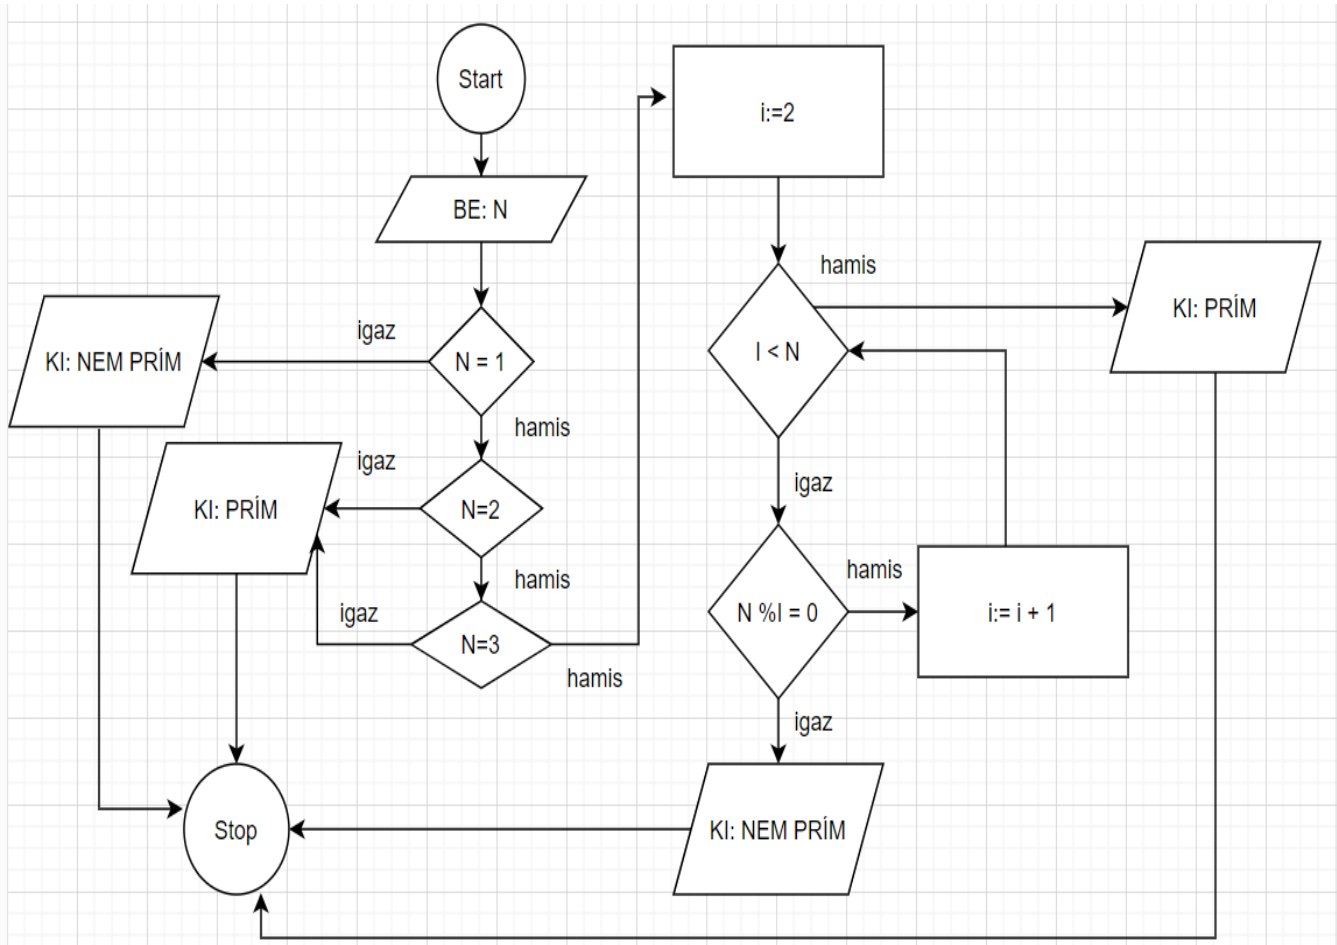 Start
BE: N
igaz
N = 1
KI: NEM PRÍM
hamis
igaz
N=2
KI: PRÍM
hamis
igaz
N=3
hamis
i:=2
hamis
I < N
KI: PRÍM
igaz
N %I = 0
hamis
i:= i + 1
igaz
KI: NEM PRÍM
Stop